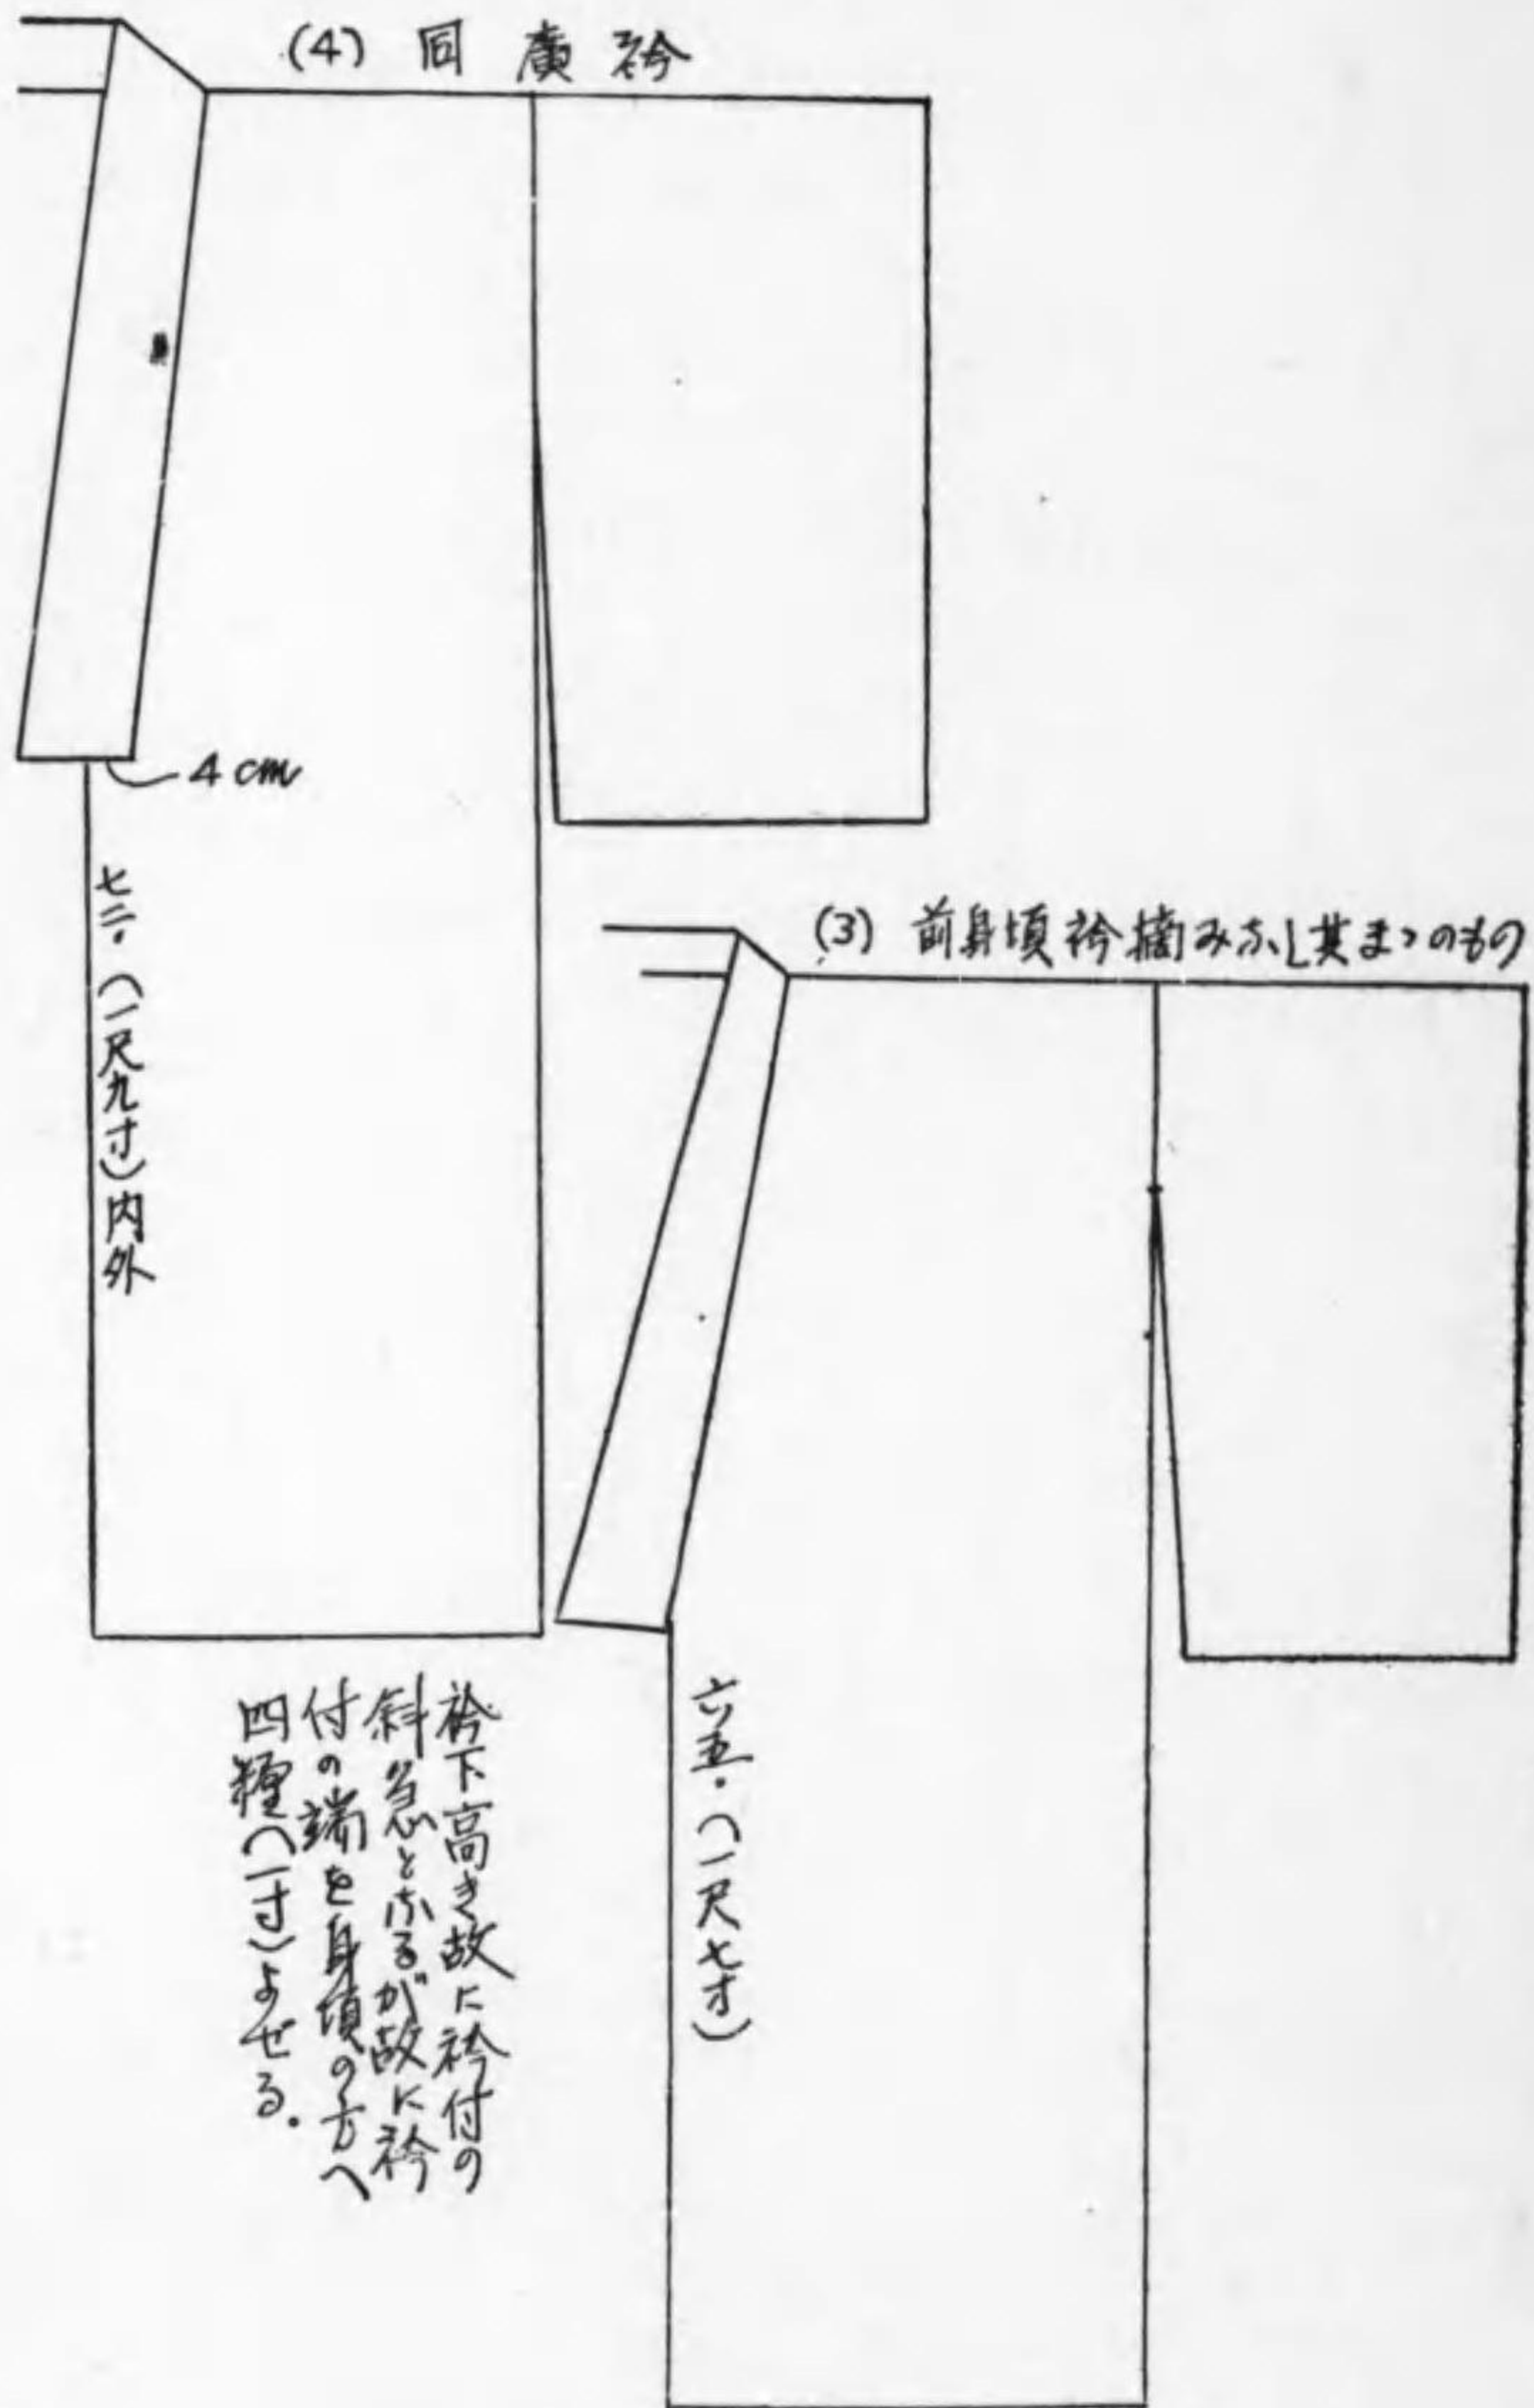 (4) 同 廣 衿
4 cm
七二.(一尺九寸)内外
(3) 前身頃衿摘みなし其まゝのもの
六五.(一尺七寸)
衿下高き故に衿付の
斜急となるが故に衿
付の端を身頃の方へ
四糎(一寸)よせる.